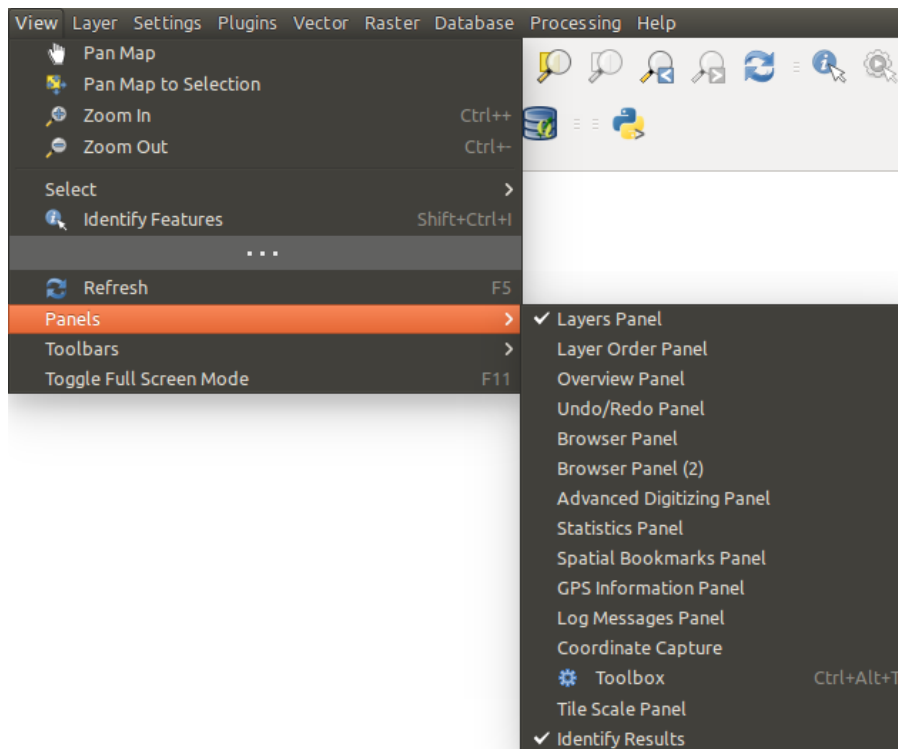 View Layer Settings Plugins Vector Raster Database Processing Help
Pan Map
Pan Map to Selection
Zoom In Ctrl++
Zoom Out Ctrl+-
Select
Identify Features Shift+Ctrl+I
...
Refresh F5
Panels
Toolbars
Toggle Full Screen Mode F11
Layers Panel
Layer Order Panel
Overview Panel
Undo/Redo Panel
Browser Panel
Browser Panel (2)
Advanced Digitizing Panel
Statistics Panel
Spatial Bookmarks Panel
GPS Information Panel
Log Messages Panel
Coordinate Capture
Toolbox Ctrl+Alt+T
Tile Scale Panel
Identify Results